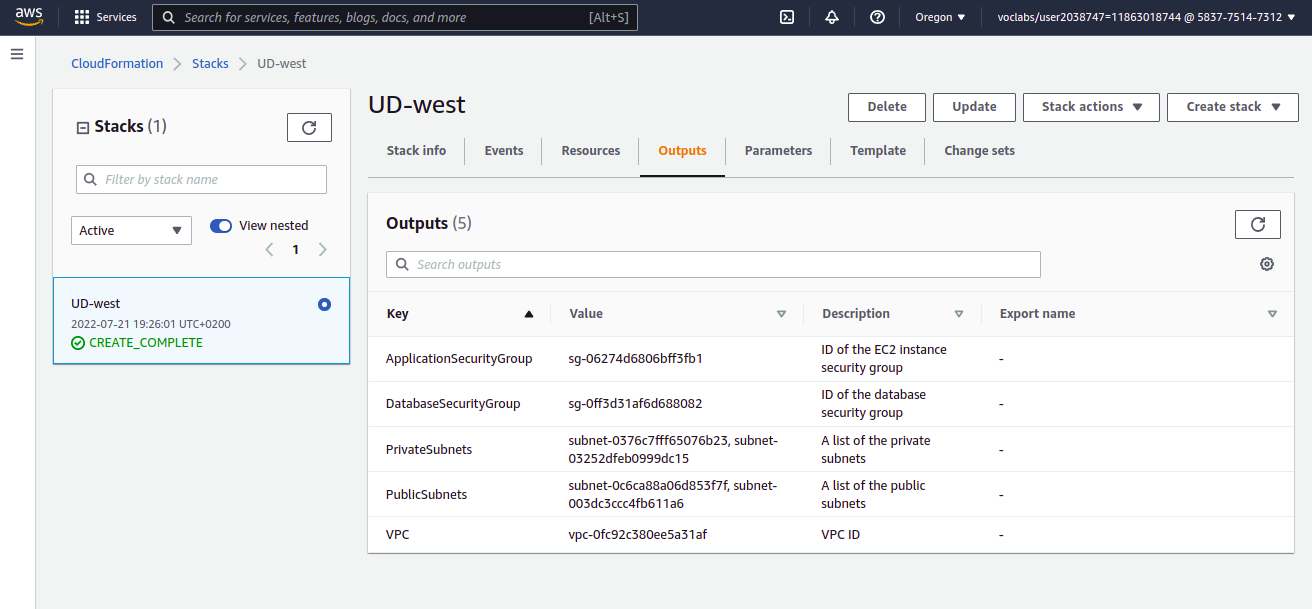 aws
Services
Search for services, features, blogs, docs, and more
[Alt+S]
Oregon
voclabs/user2038747=11863018744 @ 5837-7514-7312
CloudFormation
Stacks
UD-west
Stacks (1)
Filter by stack name
Active
View nested
1
UD-west
2022-07-21 19:26:01 UTC+0200
CREATE_COMPLETE
UD-west
Delete
Update
Stack actions
Create stack
Stack info
Events
Resources
Outputs
Parameters
Template
Change sets
Outputs (5)
Search outputs
Key
Value
Description
Export name
ApplicationSecurityGroup
sg-06274d6806bff3fb1
ID of the EC2 instance
security group
-
DatabaseSecurityGroup
sg-0ff3d31af6d688082
ID of the database
security group
-
PrivateSubnets
subnet-0376c7fff65076b23, subnet-
03252dfeb0999dc15
A list of the private
subnets
-
PublicSubnets
subnet-0c6ca88a06d853f7f, subnet-
003dc3ccc4fb611a6
A list of the public
subnets
-
VPC
vpc-0fc92c380ee5a31af
VPC ID
-